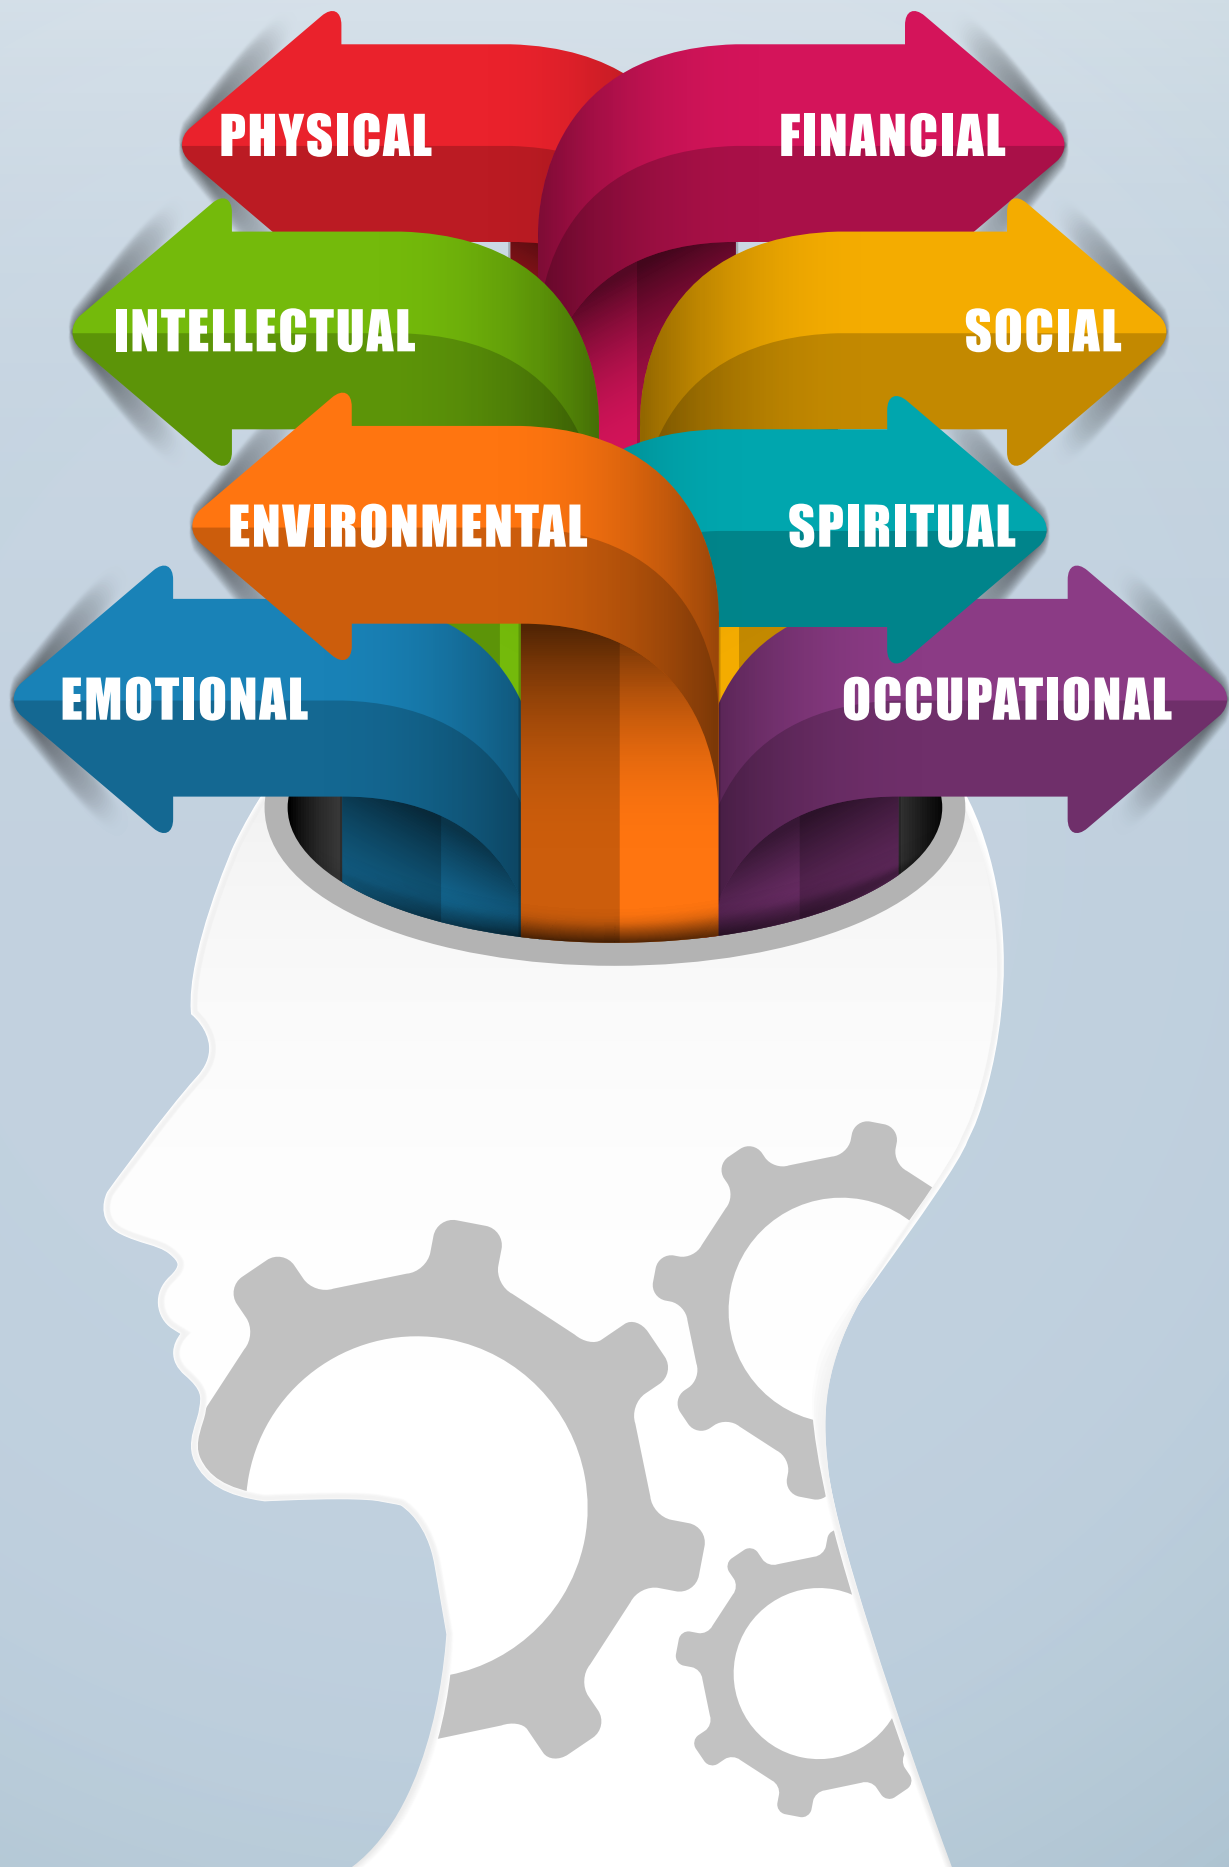 PHYSICAL
FINANCIAL
INTELLECTUAL
SOCIAL
ENVIRONMENTAL
SPIRITUAL
EMOTIONAL
OCCUPATIONAL